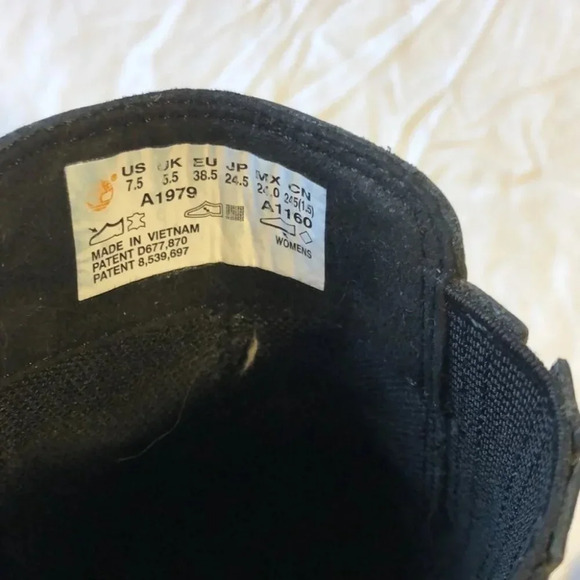 US UK EU JP MX CN
7.5 5.5 38.5 24.5 24.0 245(1.5)
A1979 A1160
MADE IN VIETNAM WOMENS
PATENT D677,870
PATENT 8,539,697